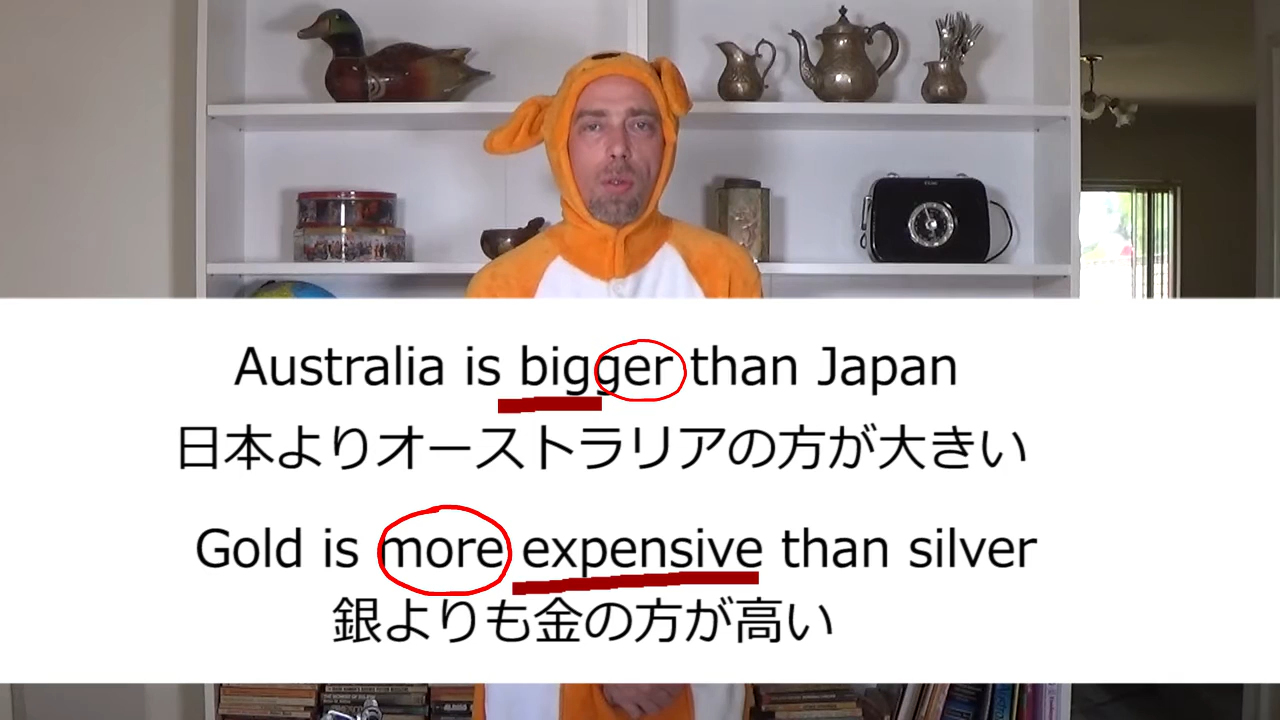 Australia is bigger than Japan
日本よりオーストラリアの方が大きい
Gold is more expensive than silver
銀よりも金の方が高い